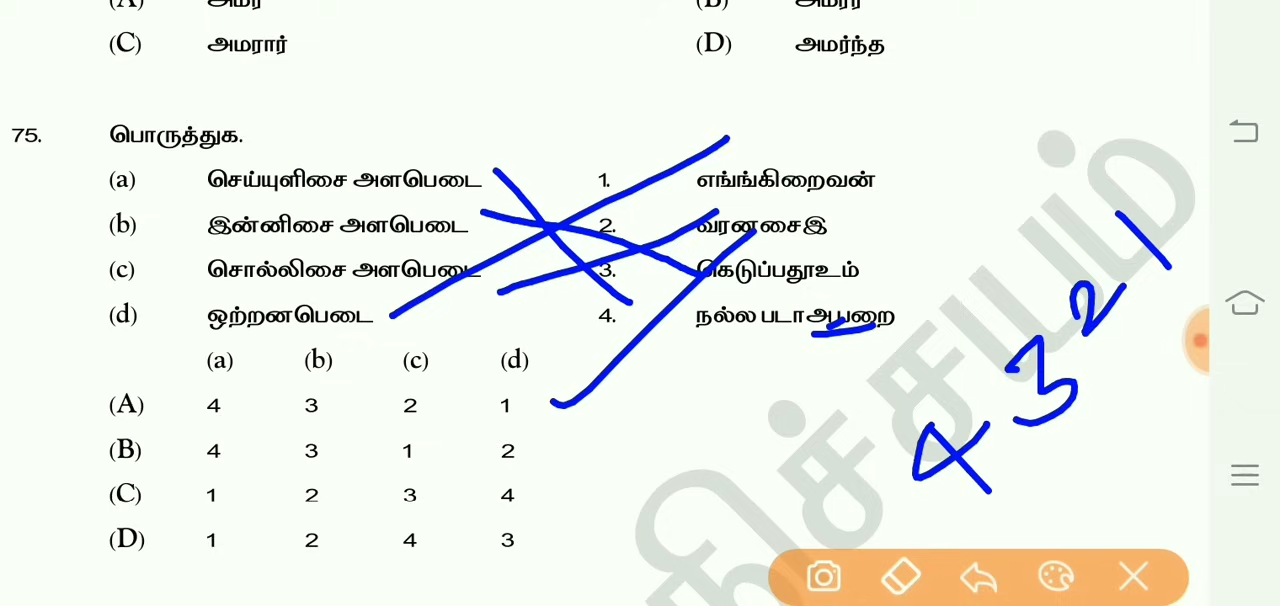 (C) அமரார் (D) அமர்ந்த
75. பொருத்துக.
(a) செய்யுளிசை அளபெடை 1. எங்ங்கிறைவன்
(b) இன்னிசை அளபெடை 2. வரனசைஇ
(c) சொல்லிசை அளபெடை 3. கெடுப்பதூஉம்
(d) ஒற்றனபெடை 4. நல்ல படாஅ பறை
(a) (b) (c) (d)
(A) 4 3 2 1
(B) 4 3 1 2
(C) 1 2 3 4
(D) 1 2 4 3
4 3 2 1